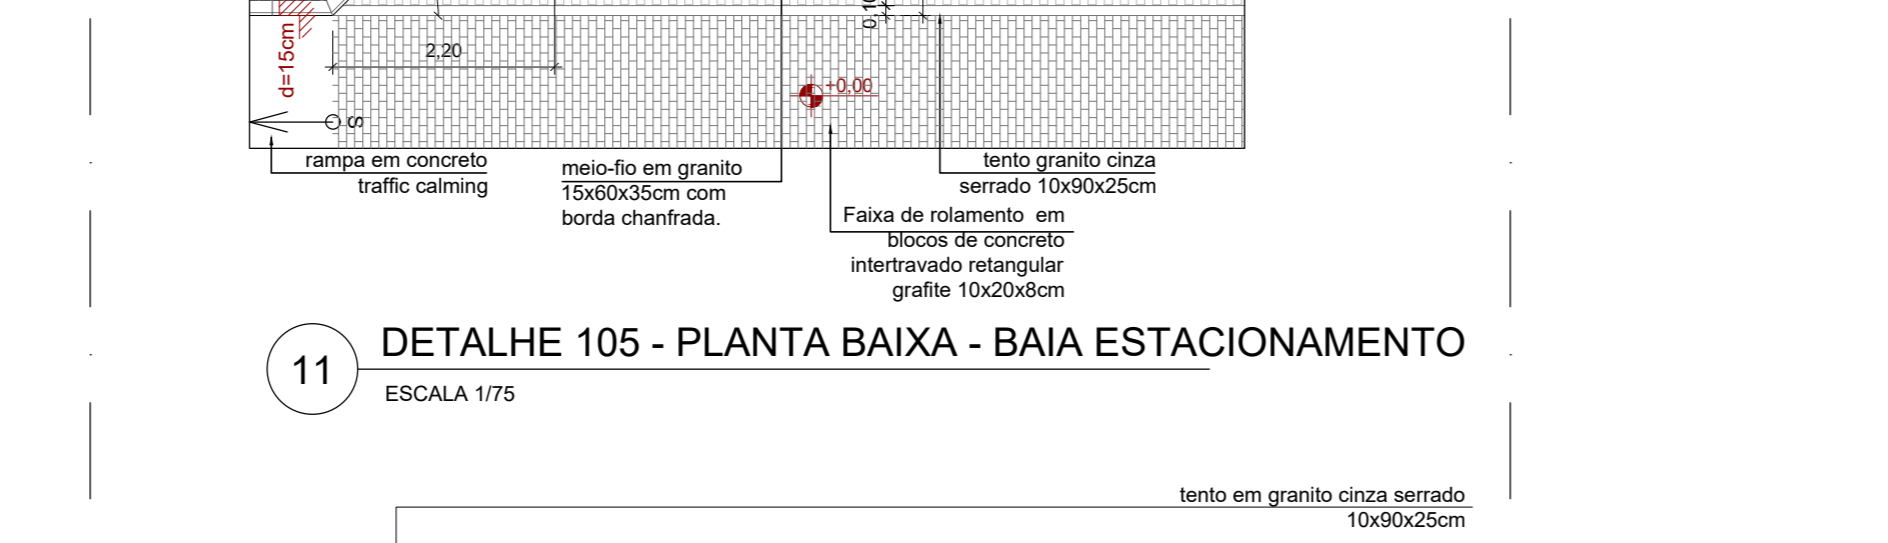 0,10
d=15cm
2,20
+0,00
S
rampa em concreto
traffic calming
meio-fio em granito
15x60x35cm com
borda chanfrada.
tento granito cinza
serrado 10x90x25cm
Faixa de rolamento em
blocos de concreto
intertravado retangular
grafite 10x20x8cm
11
DETALHE 105 - PLANTA BAIXA - BAIA ESTACIONAMENTO
ESCALA 1/75
tento em granito cinza serrado
10x90x25cm